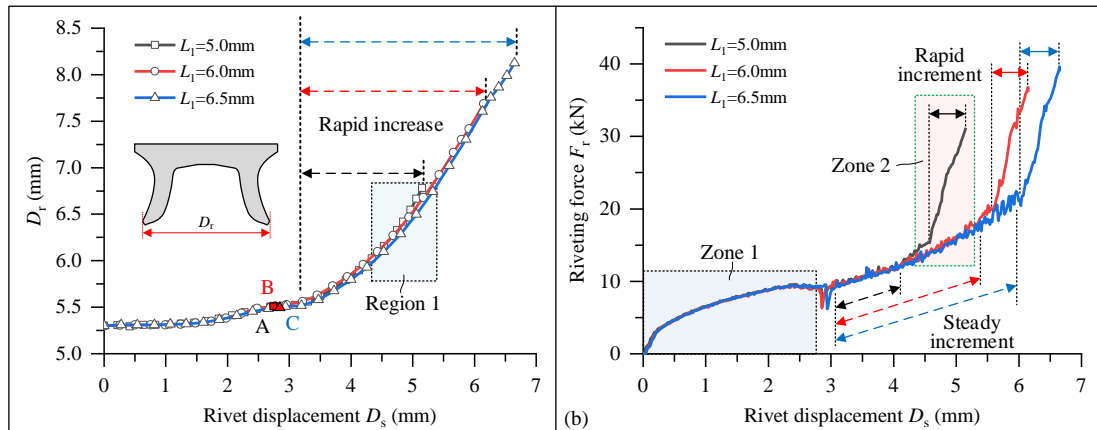 8.5
8.0
7.5
7.0
6.5
6.0
5.5
5.0
D_r (mm)
L_1=5.0mm
L_1=6.0mm
L_1=6.5mm
Rapid increase
D_r
Region 1
B
A
C
0 1 2 3 4 5 6 7
Rivet displacement D_s (mm)
45
40
30
20
10
0
Riveting force F_r (kN)
L_1=5.0mm
L_1=6.0mm
L_1=6.5mm
Rapid
increment
Zone 2
Zone 1
Steady
increment
0 1 2 3 4 5 6 7
Rivet displacement D_s (mm)
(b)